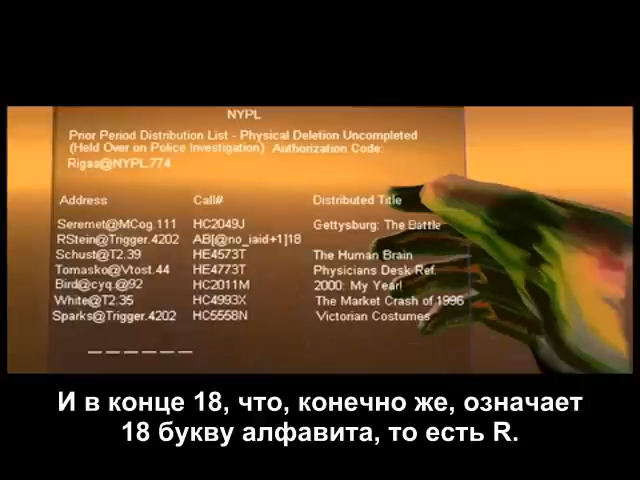 NYPL
Prior Period Distribution List - Physical Deletion Uncompleted
(Held Over on Police Investigation) Authorization Code:
Rigas@NYPL.774
Address Call# Distributed Title
Seremet@MCog.111 HC2049J Gettysburg: The Battle
RStein@Trigger.4202 AB[@no_iaid+1]18
Schust@T2.39 HE4573T The Human Brain
Tomasko@Vtost.44 HE4773T Physicians Desk Ref.
Bird@cyq.@92 HC2011M 2000: My Year!
White@T2.35 HC4993X The Market Crash of 1996
Sparks@Trigger.4202 HC5558N Victorian Costumes
И в конце 18, что, конечно же, означает
18 букву алфавита, то есть R.